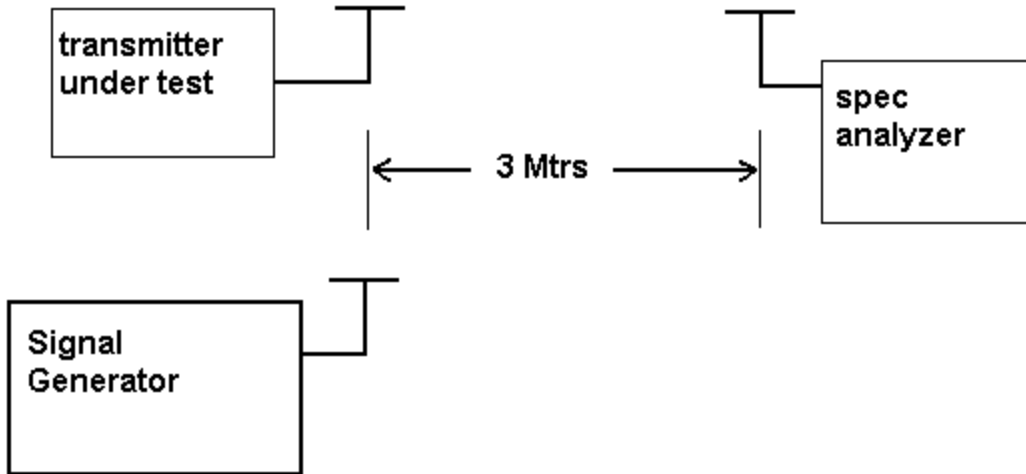 transmitter
under test
spec
analyzer
3 Mtrs
Signal
Generator